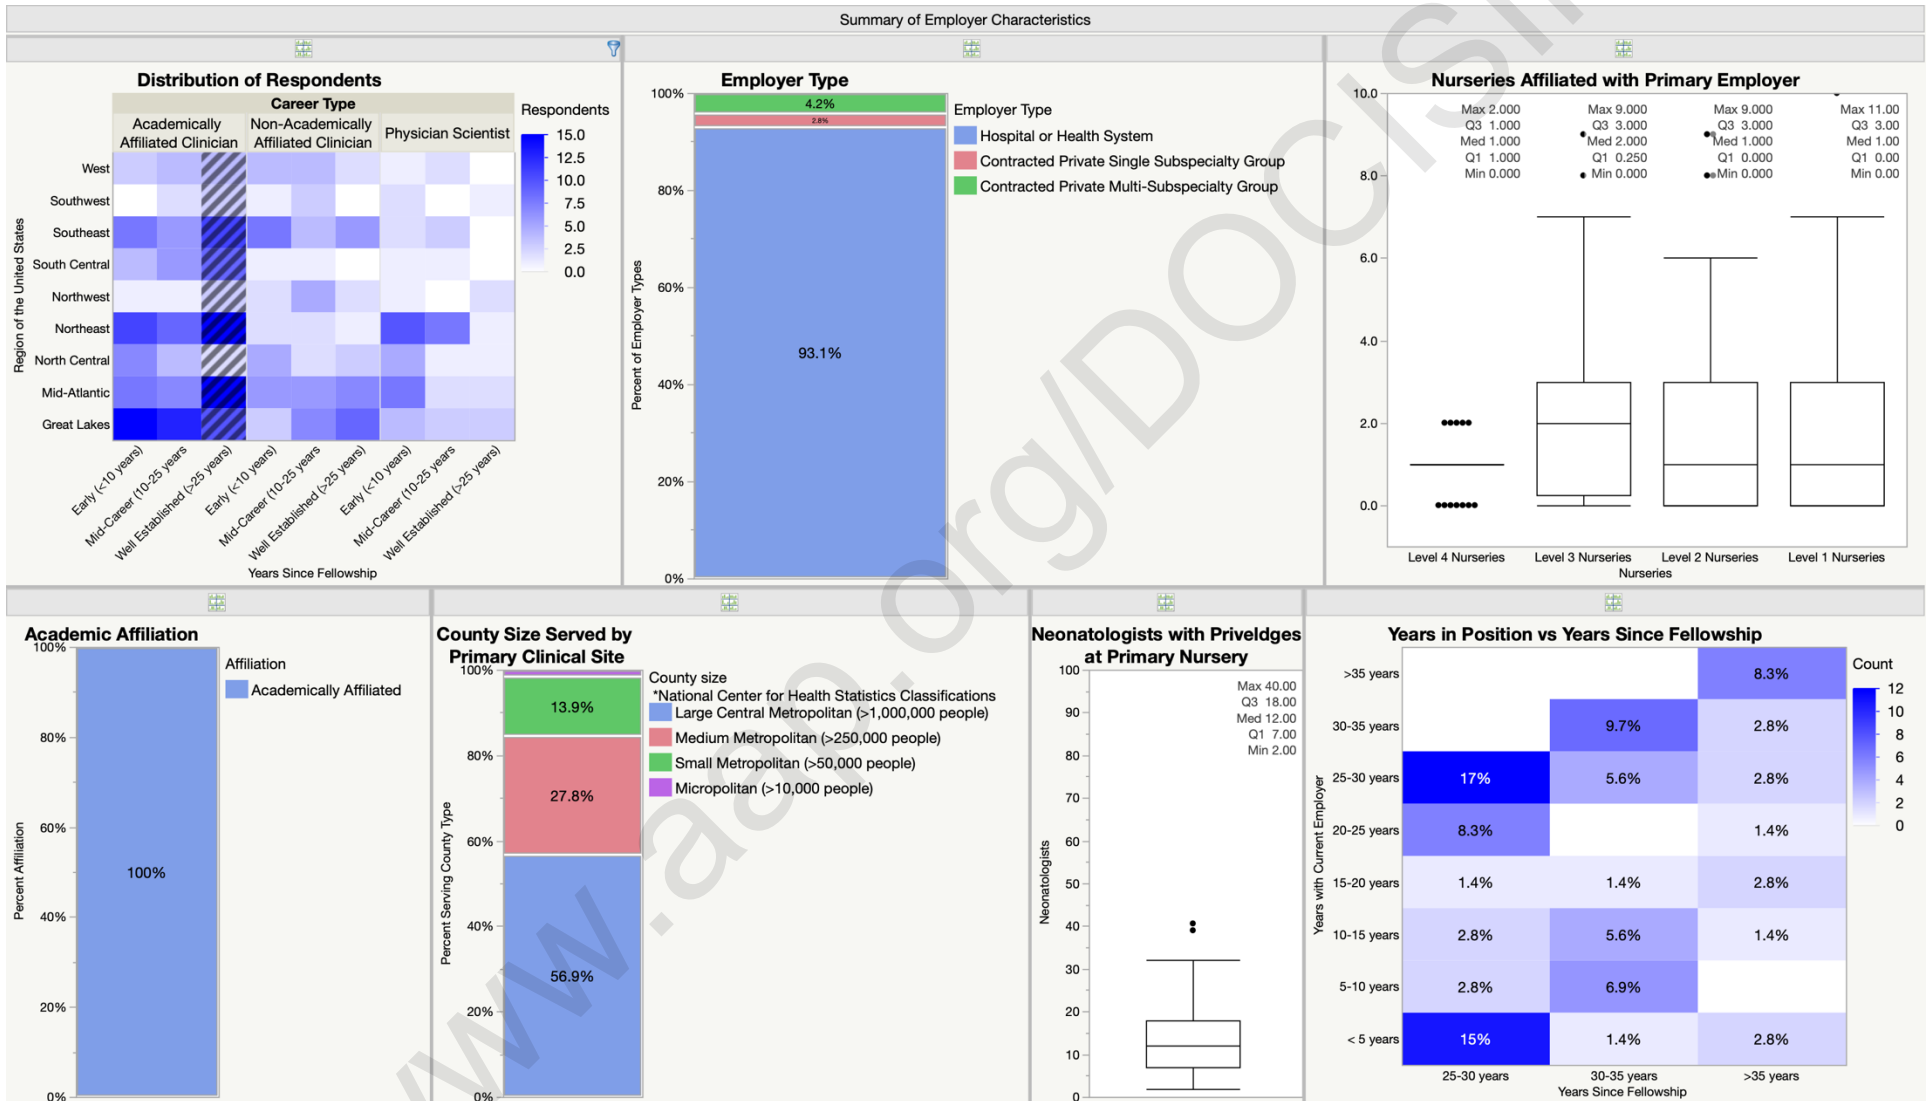 Summary of Employer Characteristics
Distribution of Respondents
Career Type
Academically
Affiliated Clinician
Non-Academically
Affiliated Clinician
Physician Scientist
Respondents
15.0
12.5
10.0
7.5
5.0
2.5
0.0
Region of the United States
West
Southwest
Southeast
South Central
Northwest
Northeast
North Central
Mid-Atlantic
Great Lakes
Early (<10 years)
Mid-Career (10-25 years
Well Established (>25 years)
Early (<10 years)
Mid-Career (10-25 years
Well Established (>25 years)
Early (<10 years)
Mid-Career (10-25 years
Well Established (>25 years)
Years Since Fellowship
Employer Type
Percent of Employer Types
100%
80%
60%
40%
20%
0%
4.2%
2.8%
93.1%
Employer Type
Hospital or Health System
Contracted Private Single Subspecialty Group
Contracted Private Multi-Subspecialty Group
Nurseries Affiliated with Primary Employer
10.0
8.0
6.0
4.0
2.0
0.0
Max 2.000
Q3 1.000
Med 1.000
Q1 1.000
Min 0.000
Max 9.000
Q3 3.000
Med 2.000
Q1 0.250
Min 0.000
Max 9.000
Q3 3.000
Med 1.000
Q1 0.000
Min 0.000
Max 11.00
Q3 3.00
Med 1.00
Q1 0.00
Min 0.00
Level 4 Nurseries
Level 3 Nurseries
Level 2 Nurseries
Level 1 Nurseries
Nurseries
Academic Affiliation
Percent Affiliation
100%
80%
60%
40%
20%
0%
100%
Affiliation
Academically Affiliated
County Size Served by
Primary Clinical Site
Percent Serving County Type
100%
80%
60%
40%
20%
0%
13.9%
27.8%
56.9%
County size
*National Center for Health Statistics Classifications
Large Central Metropolitan (>1,000,000 people)
Medium Metropolitan (>250,000 people)
Small Metropolitan (>50,000 people)
Micropolitan (>10,000 people)
Neonatologists with Priveldges
at Primary Nursery
Neonatologists
100
90
80
70
60
50
40
30
20
10
0
Max 40.00
Q3 18.00
Med 12.00
Q1 7.00
Min 2.00
Years in Position vs Years Since Fellowship
Years with Current Employer
>35 years
8.3%
30-35 years
9.7%
2.8%
25-30 years
17%
5.6%
2.8%
20-25 years
8.3%
1.4%
15-20 years
1.4%
1.4%
2.8%
10-15 years
2.8%
5.6%
1.4%
5-10 years
2.8%
6.9%
< 5 years
15%
1.4%
2.8%
25-30 years
30-35 years
>35 years
Years Since Fellowship
Count
12
10
8
6
4
2
0
www.aap.org/DOCISin